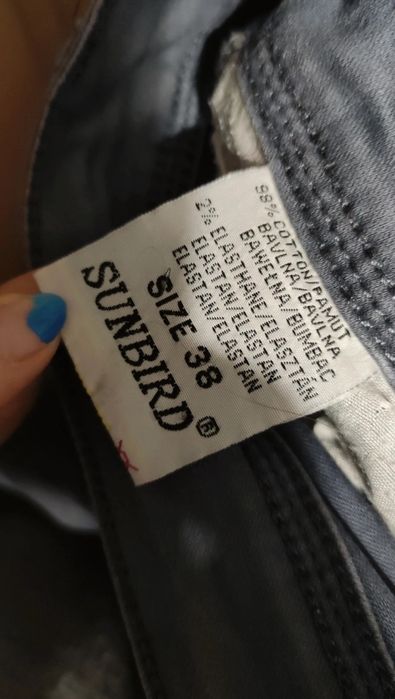 98% COTTON/PAMUT
BAVLNA/BAVLNA
BAWEŁNA/BUMBAC
2% ELASTHANE/ELASZTÁN
ELASTAN/ELASTAN
ELASTAN/ELASTAN
SIZE 38
SUNBIRD®